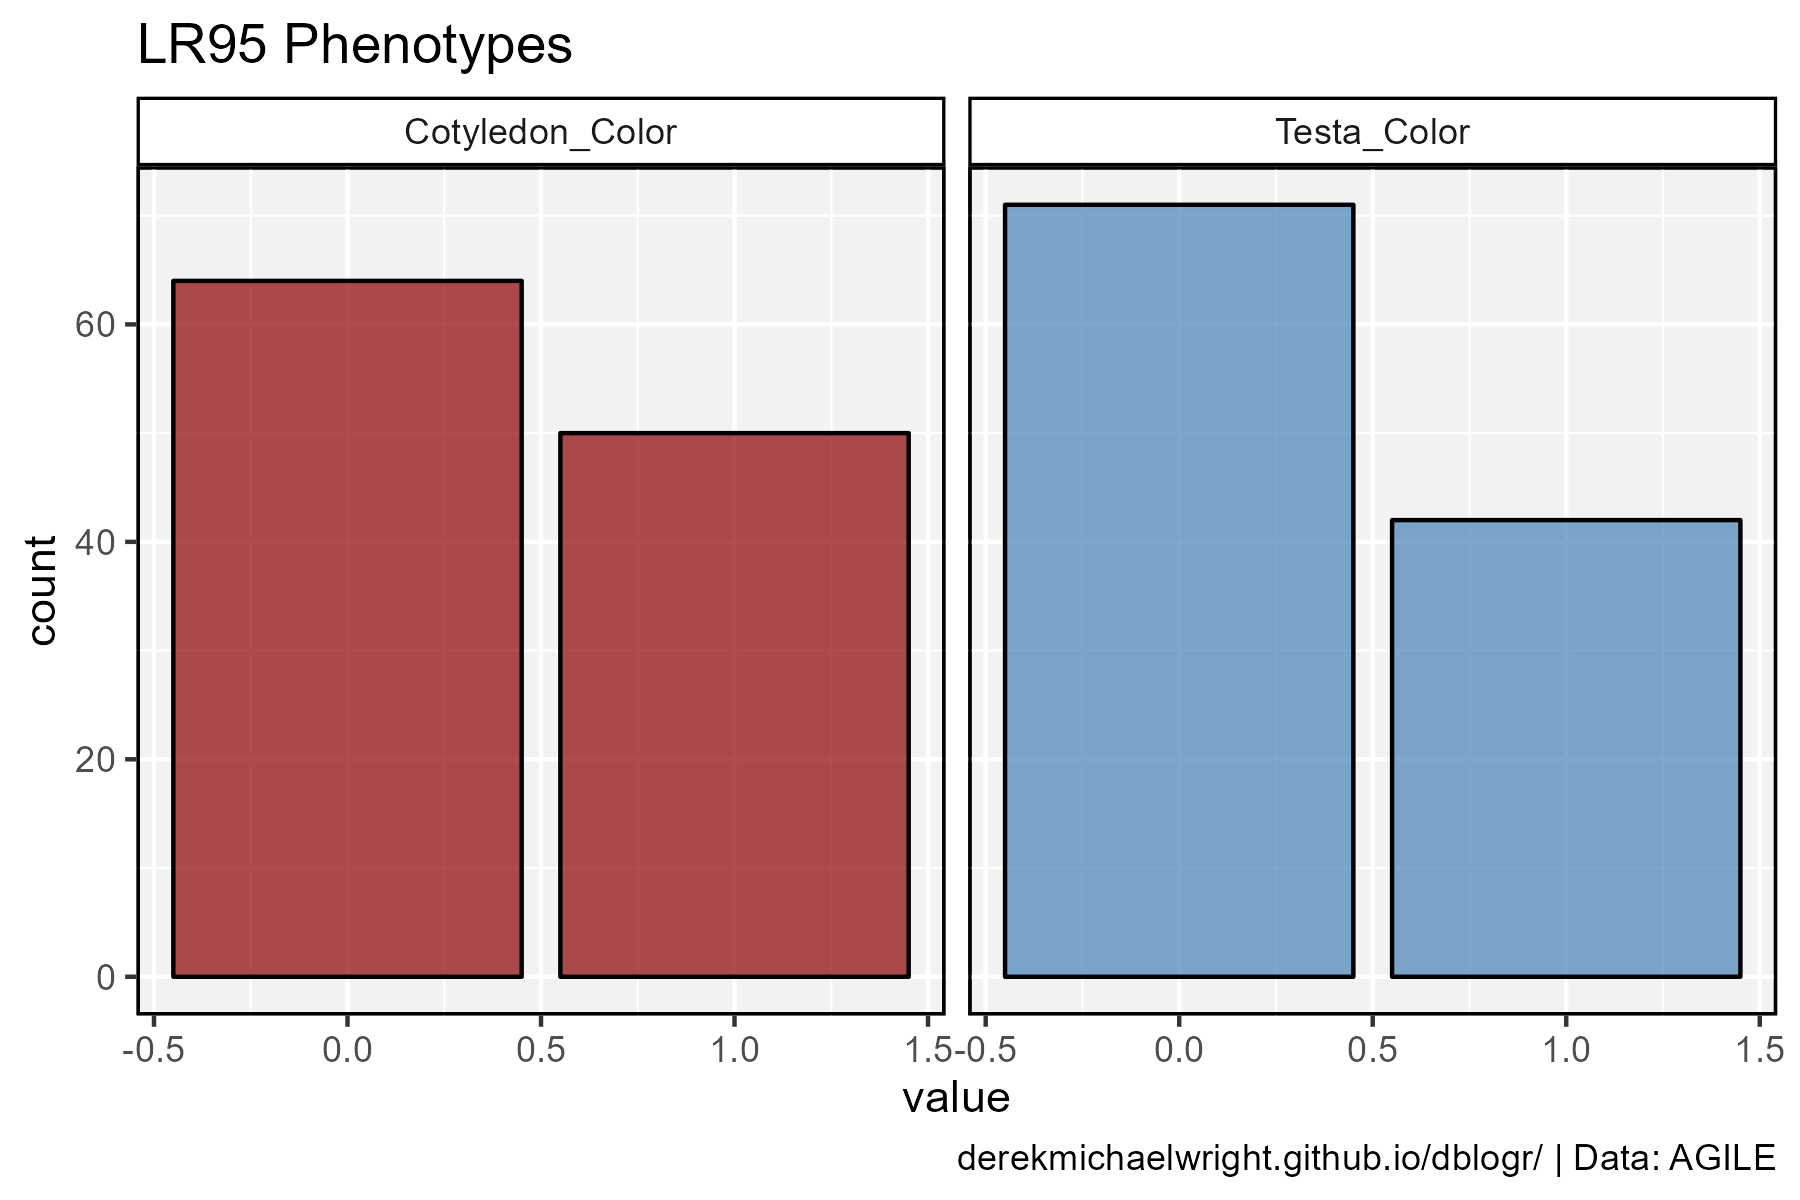 LR95 Phenotypes
Cotyledon_Color
Testa_Color
count
60
40
20
0
-0.5 0.0 0.5 1.0 1.5
-0.5 0.0 0.5 1.0 1.5
value
derekmichaelwright.github.io/dblogr/ | Data: AGILE